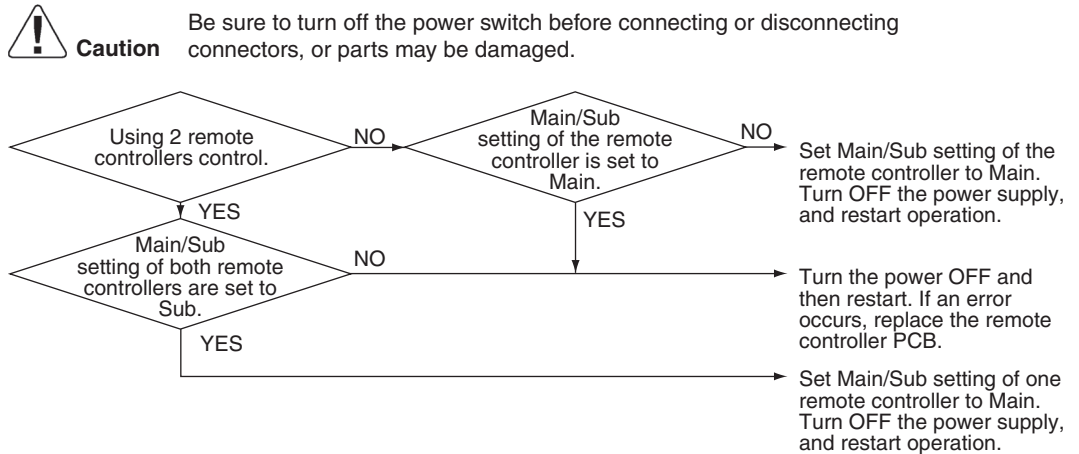 Be sure to turn off the power switch before connecting or disconnecting
Caution connectors, or parts may be damaged.
Using 2 remote
controllers control.
NO
Main/Sub
setting of the remote
controller is set to
Main.
NO
Set Main/Sub setting of the
remote controller to Main.
Turn OFF the power supply,
and restart operation.
YES
YES
Main/Sub
setting of both remote
controllers are set to
Sub.
NO
Turn the power OFF and
then restart. If an error
occurs, replace the remote
controller PCB.
YES
Set Main/Sub setting of one
remote controller to Main.
Turn OFF the power supply,
and restart operation.